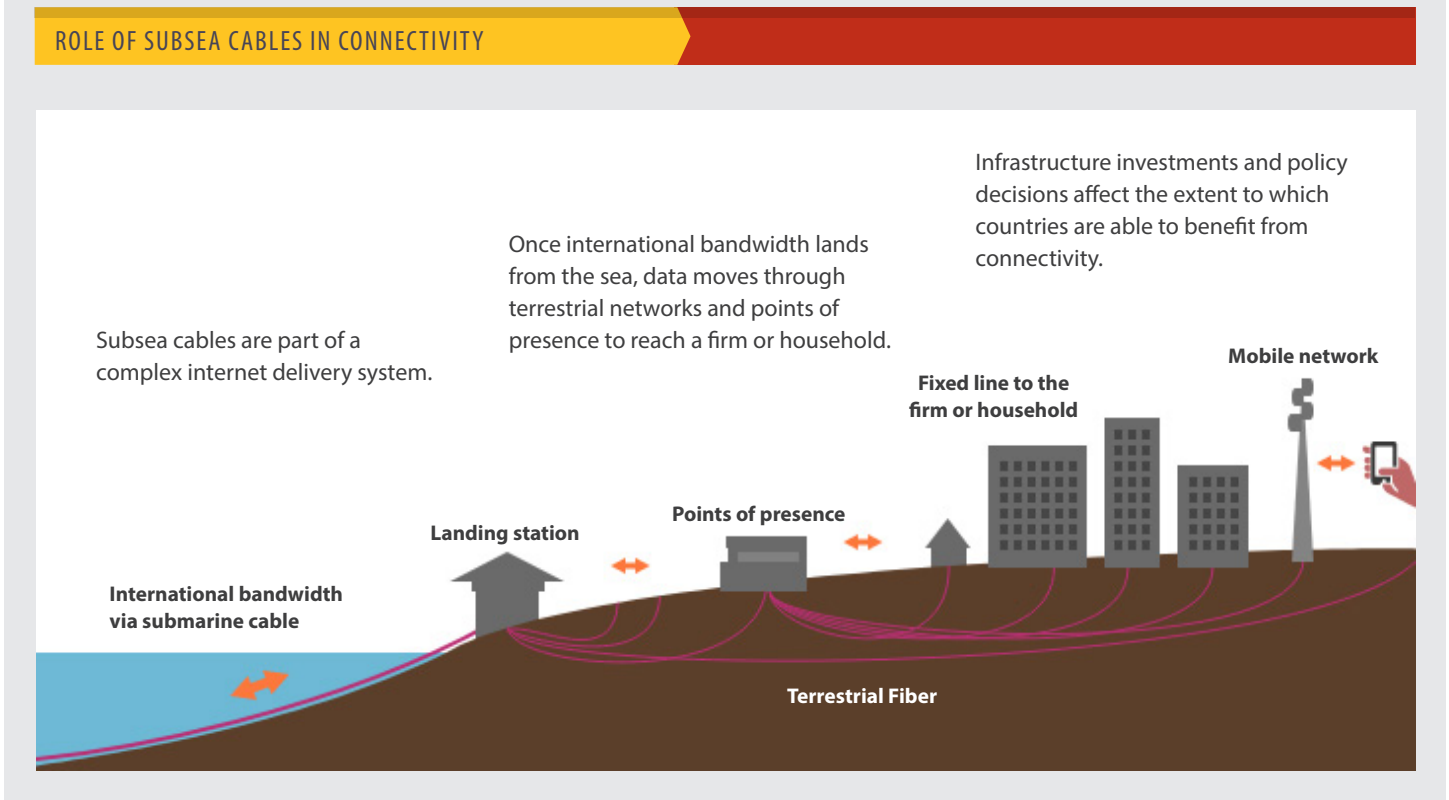 ROLE OF SUBSEA CABLES IN CONNECTIVITY
Subsea cables are part of a
complex internet delivery system.
Once international bandwidth lands
from the sea, data moves through
terrestrial networks and points of
presence to reach a firm or household.
Infrastructure investments and policy
decisions affect the extent to which
countries are able to benefit from
connectivity.
International bandwidth
via submarine cable
Landing station
Points of presence
Fixed line to the
firm or household
Mobile network
Terrestrial Fiber